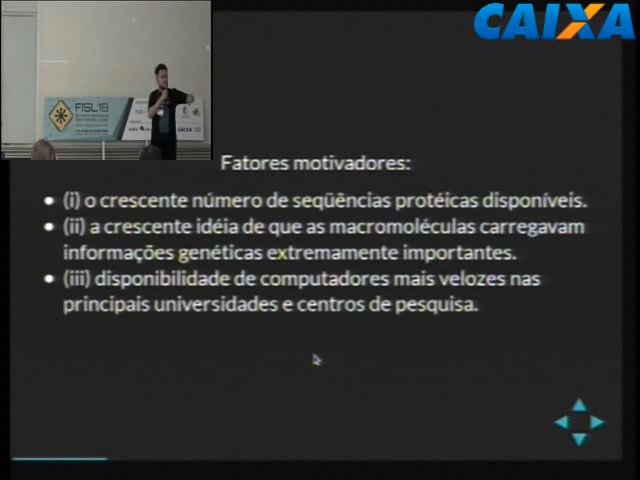 CAIXA
FISL18
Fatores motivadores:
(i) o crescente número de seqüências protéicas disponíveis.
(ii) a crescente idéia de que as macromoléculas carregavam
informações genéticas extremamente importantes.
(iii) disponibilidade de computadores mais velozes nas
principais universidades e centros de pesquisa.